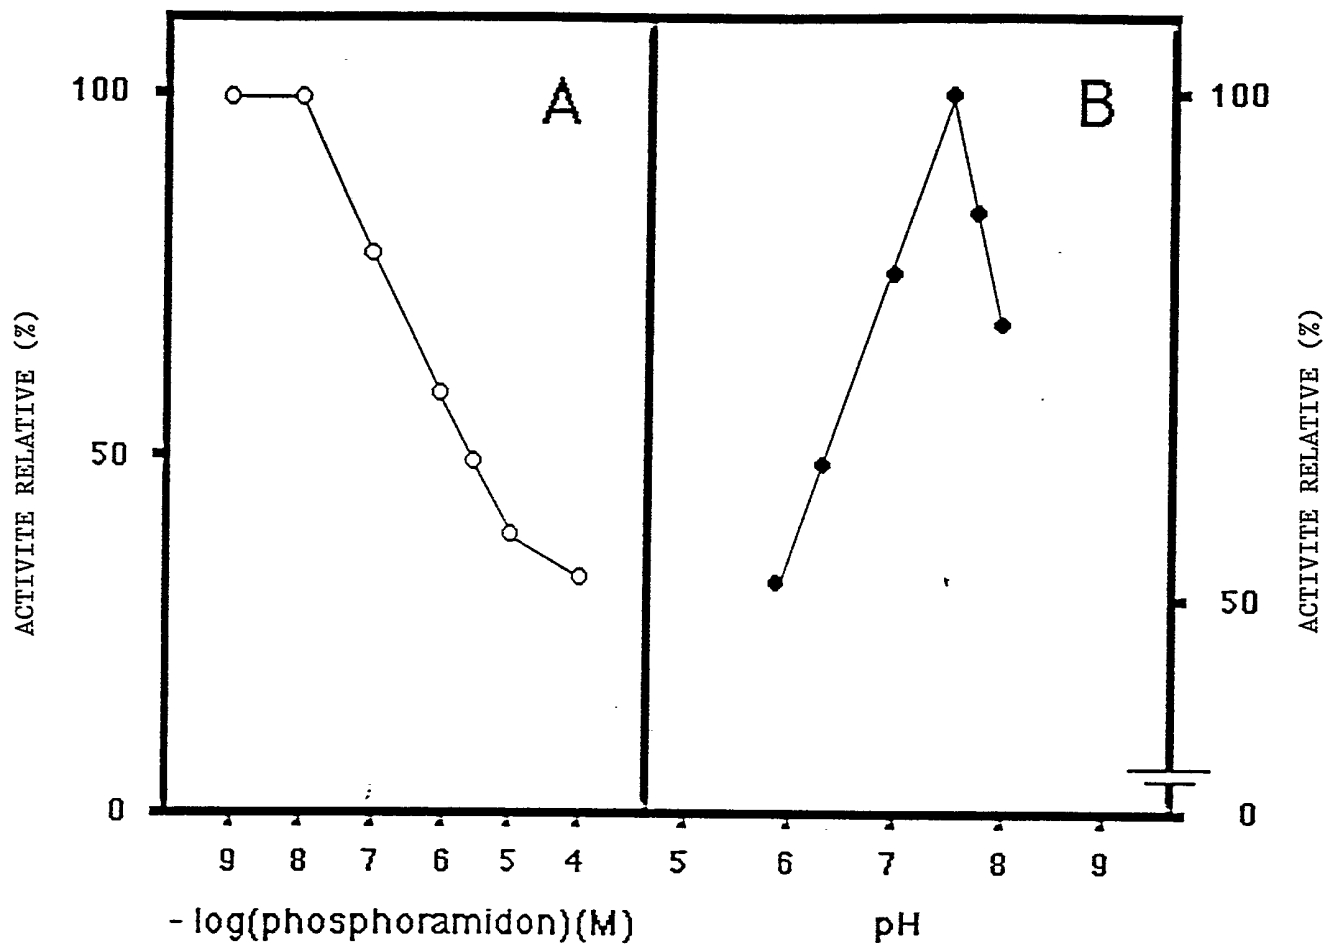 A
B
100
50
0
ACTIVITE RELATIVE (%)
9 8 7 6 5 4
- log(phosphoramidon)(M)
5 6 7 8 9
pH
100
50
0
ACTIVITE RELATIVE (%)